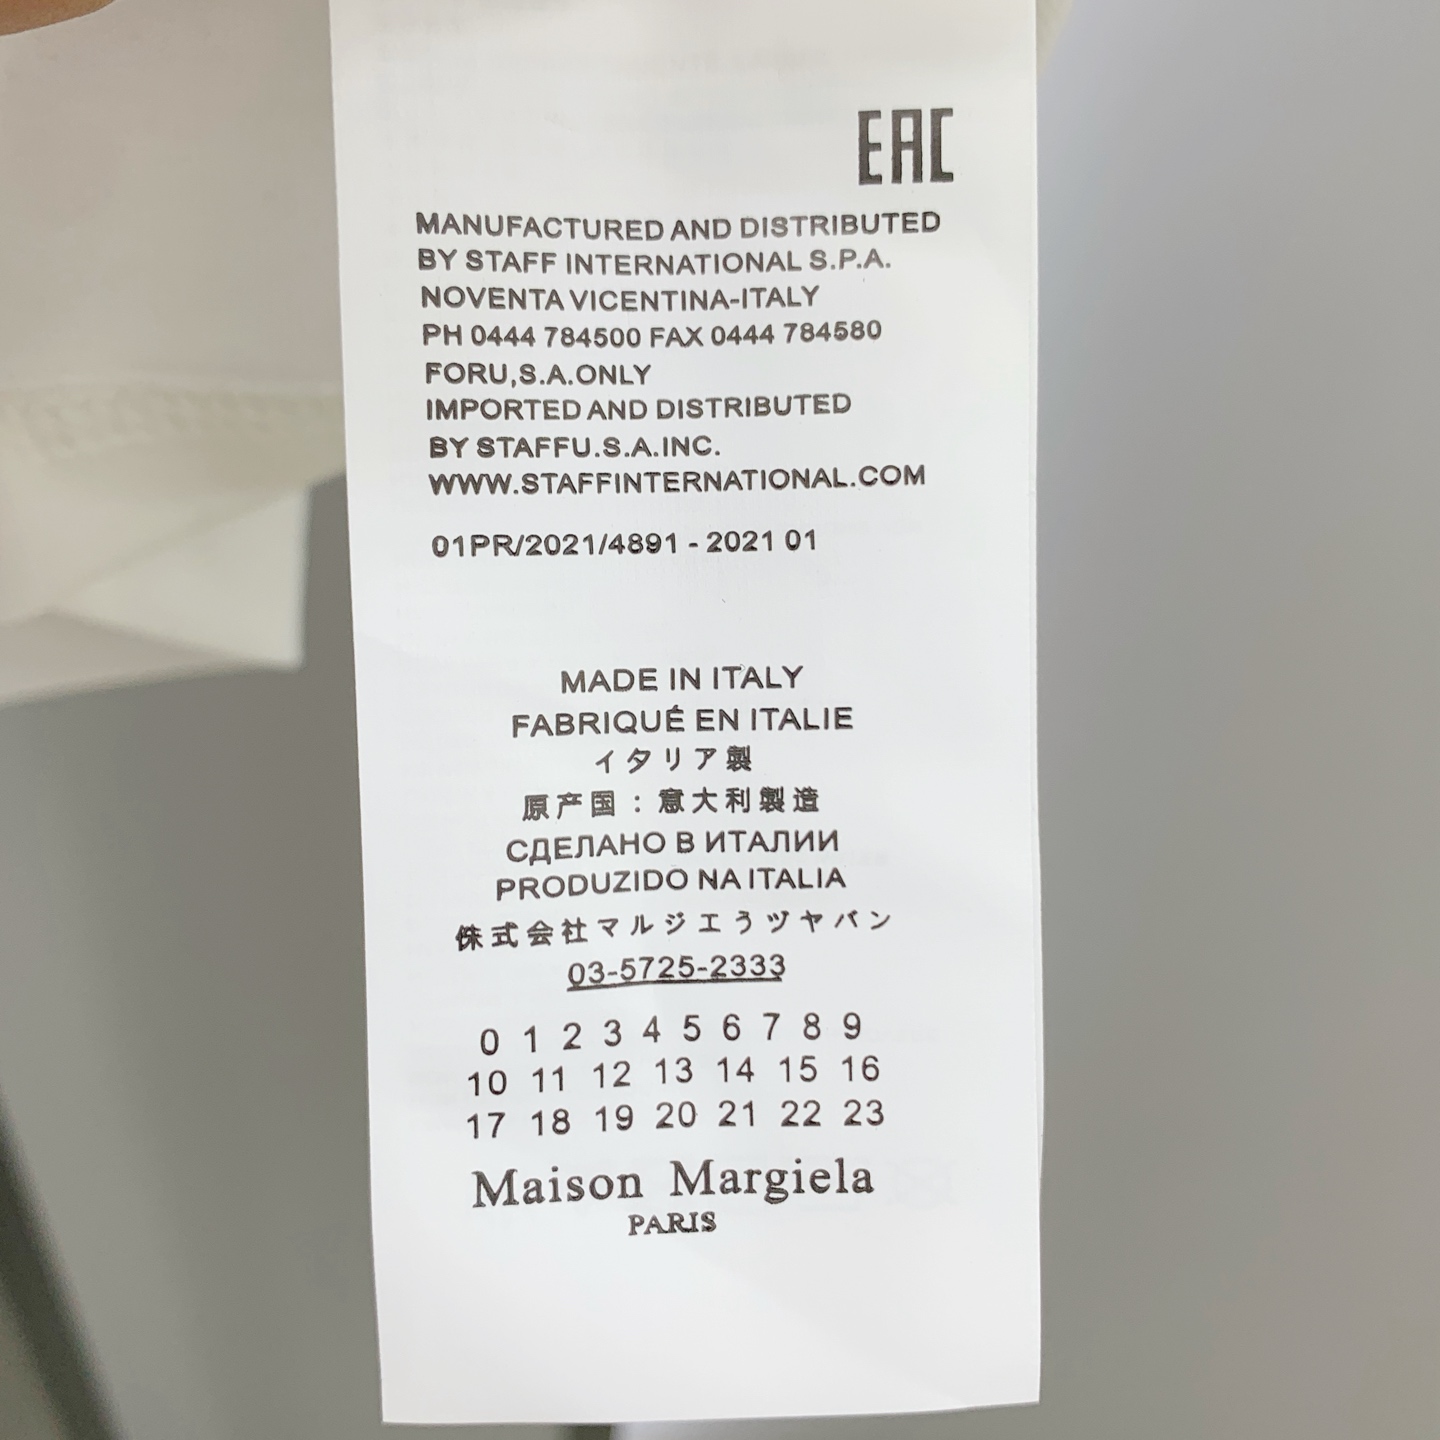 EAC
MANUFACTURED AND DISTRIBUTED
BY STAFF INTERNATIONAL S.P.A.
NOVENTA VICENTINA-ITALY
PH 0444 784500 FAX 0444 784580
FORU,S.A.ONLY
IMPORTED AND DISTRIBUTED
BY STAFFU.S.A.INC.
WWW.STAFFINTERNATIONAL.COM
01PR/2021/4891 - 2021 01
MADE IN ITALY
FABRIQUÉ EN ITALIE
イタリア製
原产国：意大利製造
СДЕЛАНО В ИТАЛИИ
PRODUZIDO NA ITALIA
株式会社マルジエうヅヤバン
03-5725-2333
0 1 2 3 4 5 6 7 8 9
10 11 12 13 14 15 16
17 18 19 20 21 22 23
Maison Margiela
PARIS